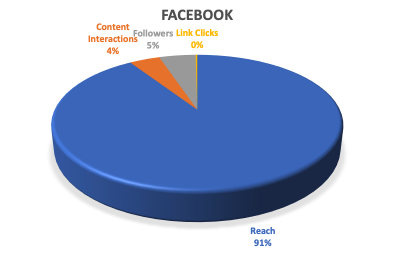 FACEBOOK
Content
Interactions
4%
Followers
5%
Link Clicks
0%
Reach
91%